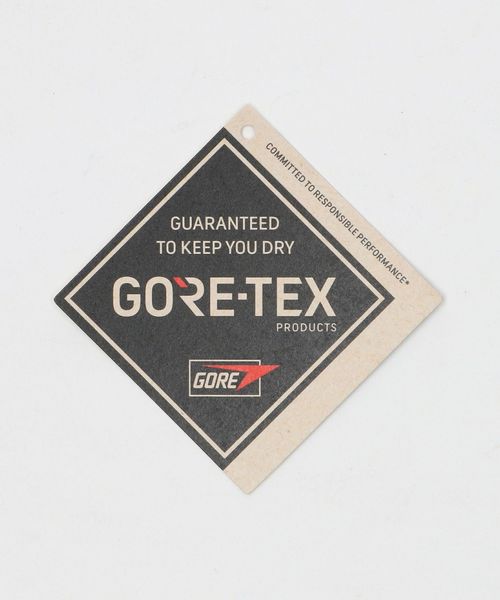 COMMITTED TO RESPONSIBLE PERFORMANCE*
GUARANTEED
TO KEEP YOU DRY
GORE-TEX
PRODUCTS
GORE